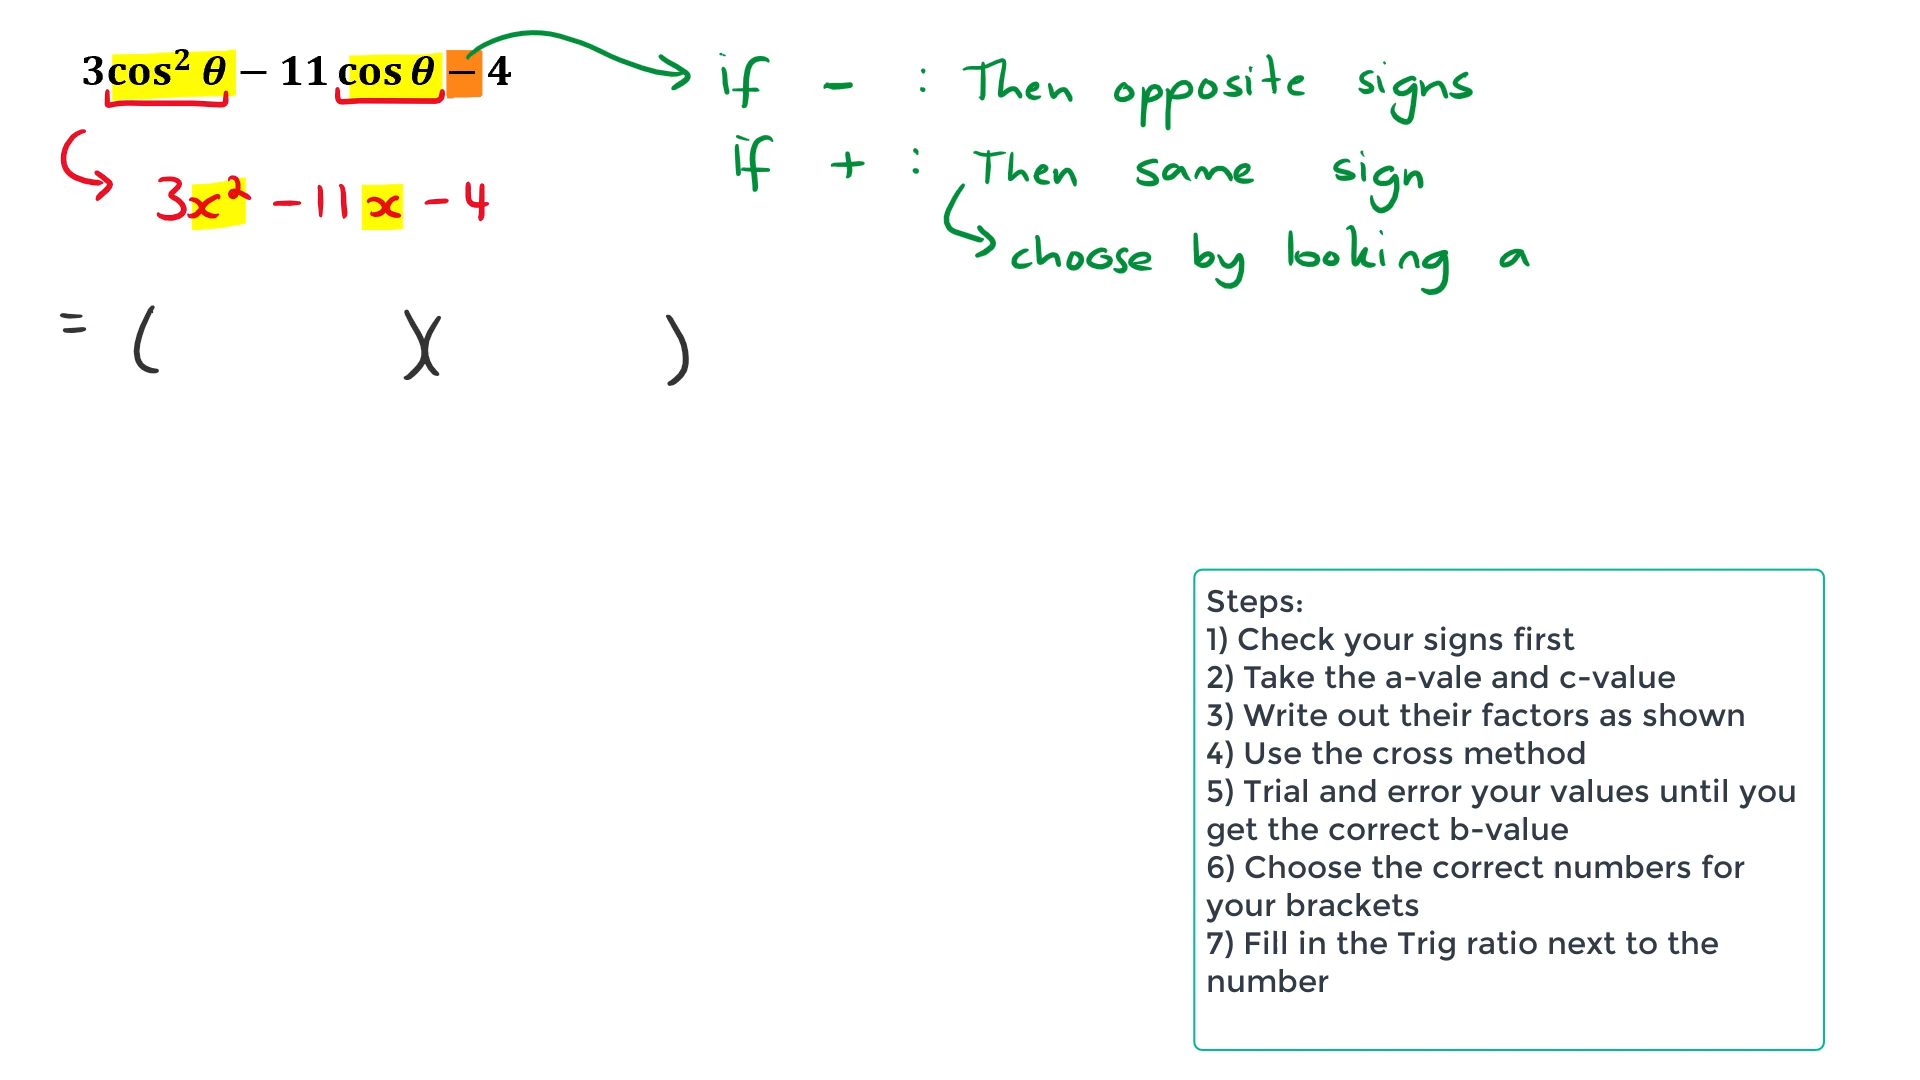 3cos² θ − 11 cos θ − 4
if - : Then opposite signs
if + : Then same sign
3x² - 11x - 4
choose by looking a
= ( )( )
Steps:
1) Check your signs first
2) Take the a-vale and c-value
3) Write out their factors as shown
4) Use the cross method
5) Trial and error your values until you
get the correct b-value
6) Choose the correct numbers for
your brackets
7) Fill in the Trig ratio next to the
number